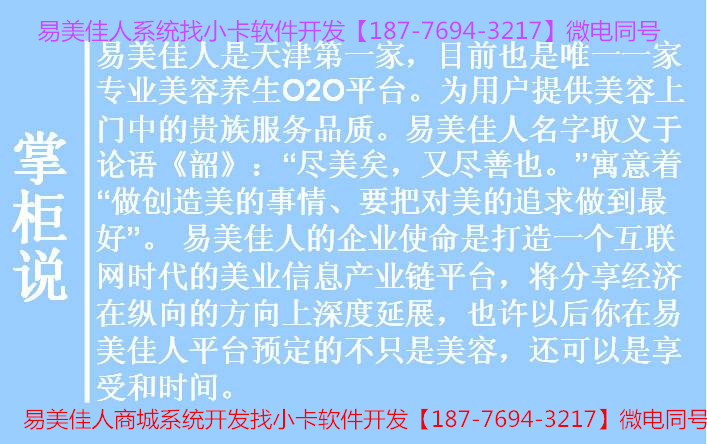 易美佳人系统找小卡软件开发【187-7694-3217】微电同号
掌柜说
易美佳人是天津第一家，目前也是唯一一家
专业美容养生O2O平台。为用户提供美容上
门中的贵族服务品质。易美佳人名字取义于
论语《韶》：“尽美矣，又尽善也。”寓意着
“做创造美的事情、要把对美的追求做到最
好”。 易美佳人的企业使命是打造一个互联
网时代的美业信息产业链平台，将分享经济
在纵向的方向上深度延展，也许以后你在易
美佳人平台预定的不只是美容，还可以是享
受和时间。
易美佳人商城系统开发找小卡软件开发【187-7694-3217】微电同号